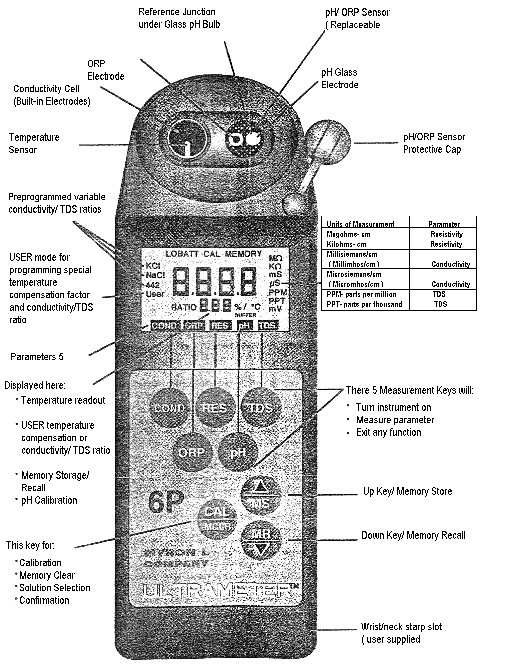 Reference Junction
under Glass pH Bulb
pH/ ORP Sensor
( Replaceable
ORP
Electrode
pH Glass
Electrode
Conductivity Cell
(Built-in Electrodes)
Temperature
Sensor
pH/ORP Sensor
Protective Cap
Preprogrammed variable
conductivity/ TDS ratios
USER mode for
programming special
temperature
compensation factor
and conductivity/TDS
ratio
Parameters 5
Displayed here:
* Temperature readout
* USER temperature
compensation or
conductivity/ TDS ratio
* Memory Storage/
Recall
* pH Calibration
This key for:
* Calibration
* Memory Clear
* Solution Selection
* Confirmation
Units of Measurement Parameter
Megohms- cm Resistivity
Kilohms- cm Resistivity
Millisiemens/cm
( Millimhos/cm ) Conductivity
Microsiemens/cm
( Micromhos/cm ) Conductivity
PPM- parts per million TDS
PPT- parts per thousand TDS
LOBATT CAL MEMORY
KCl
NaCl
442
User
8.8.8.8
MΩ
KΩ
mS
µS
PPM
PPT
mV
RATIO 8.8.8 % / °C
BUFFER
COND ORP RES pH TDS
COND RES TDS
ORP pH
6P
CAL
MCLR
MS
MR
MYRON L
COMPANY
ULTRAMETER™
There 5 Measurement Keys will:
* Turn instrument on
* Measure parameter
* Exit any function
Up Key/ Memory Store
Down Key/ Memory Recall
Wrist/neck starp slot
( user supplied